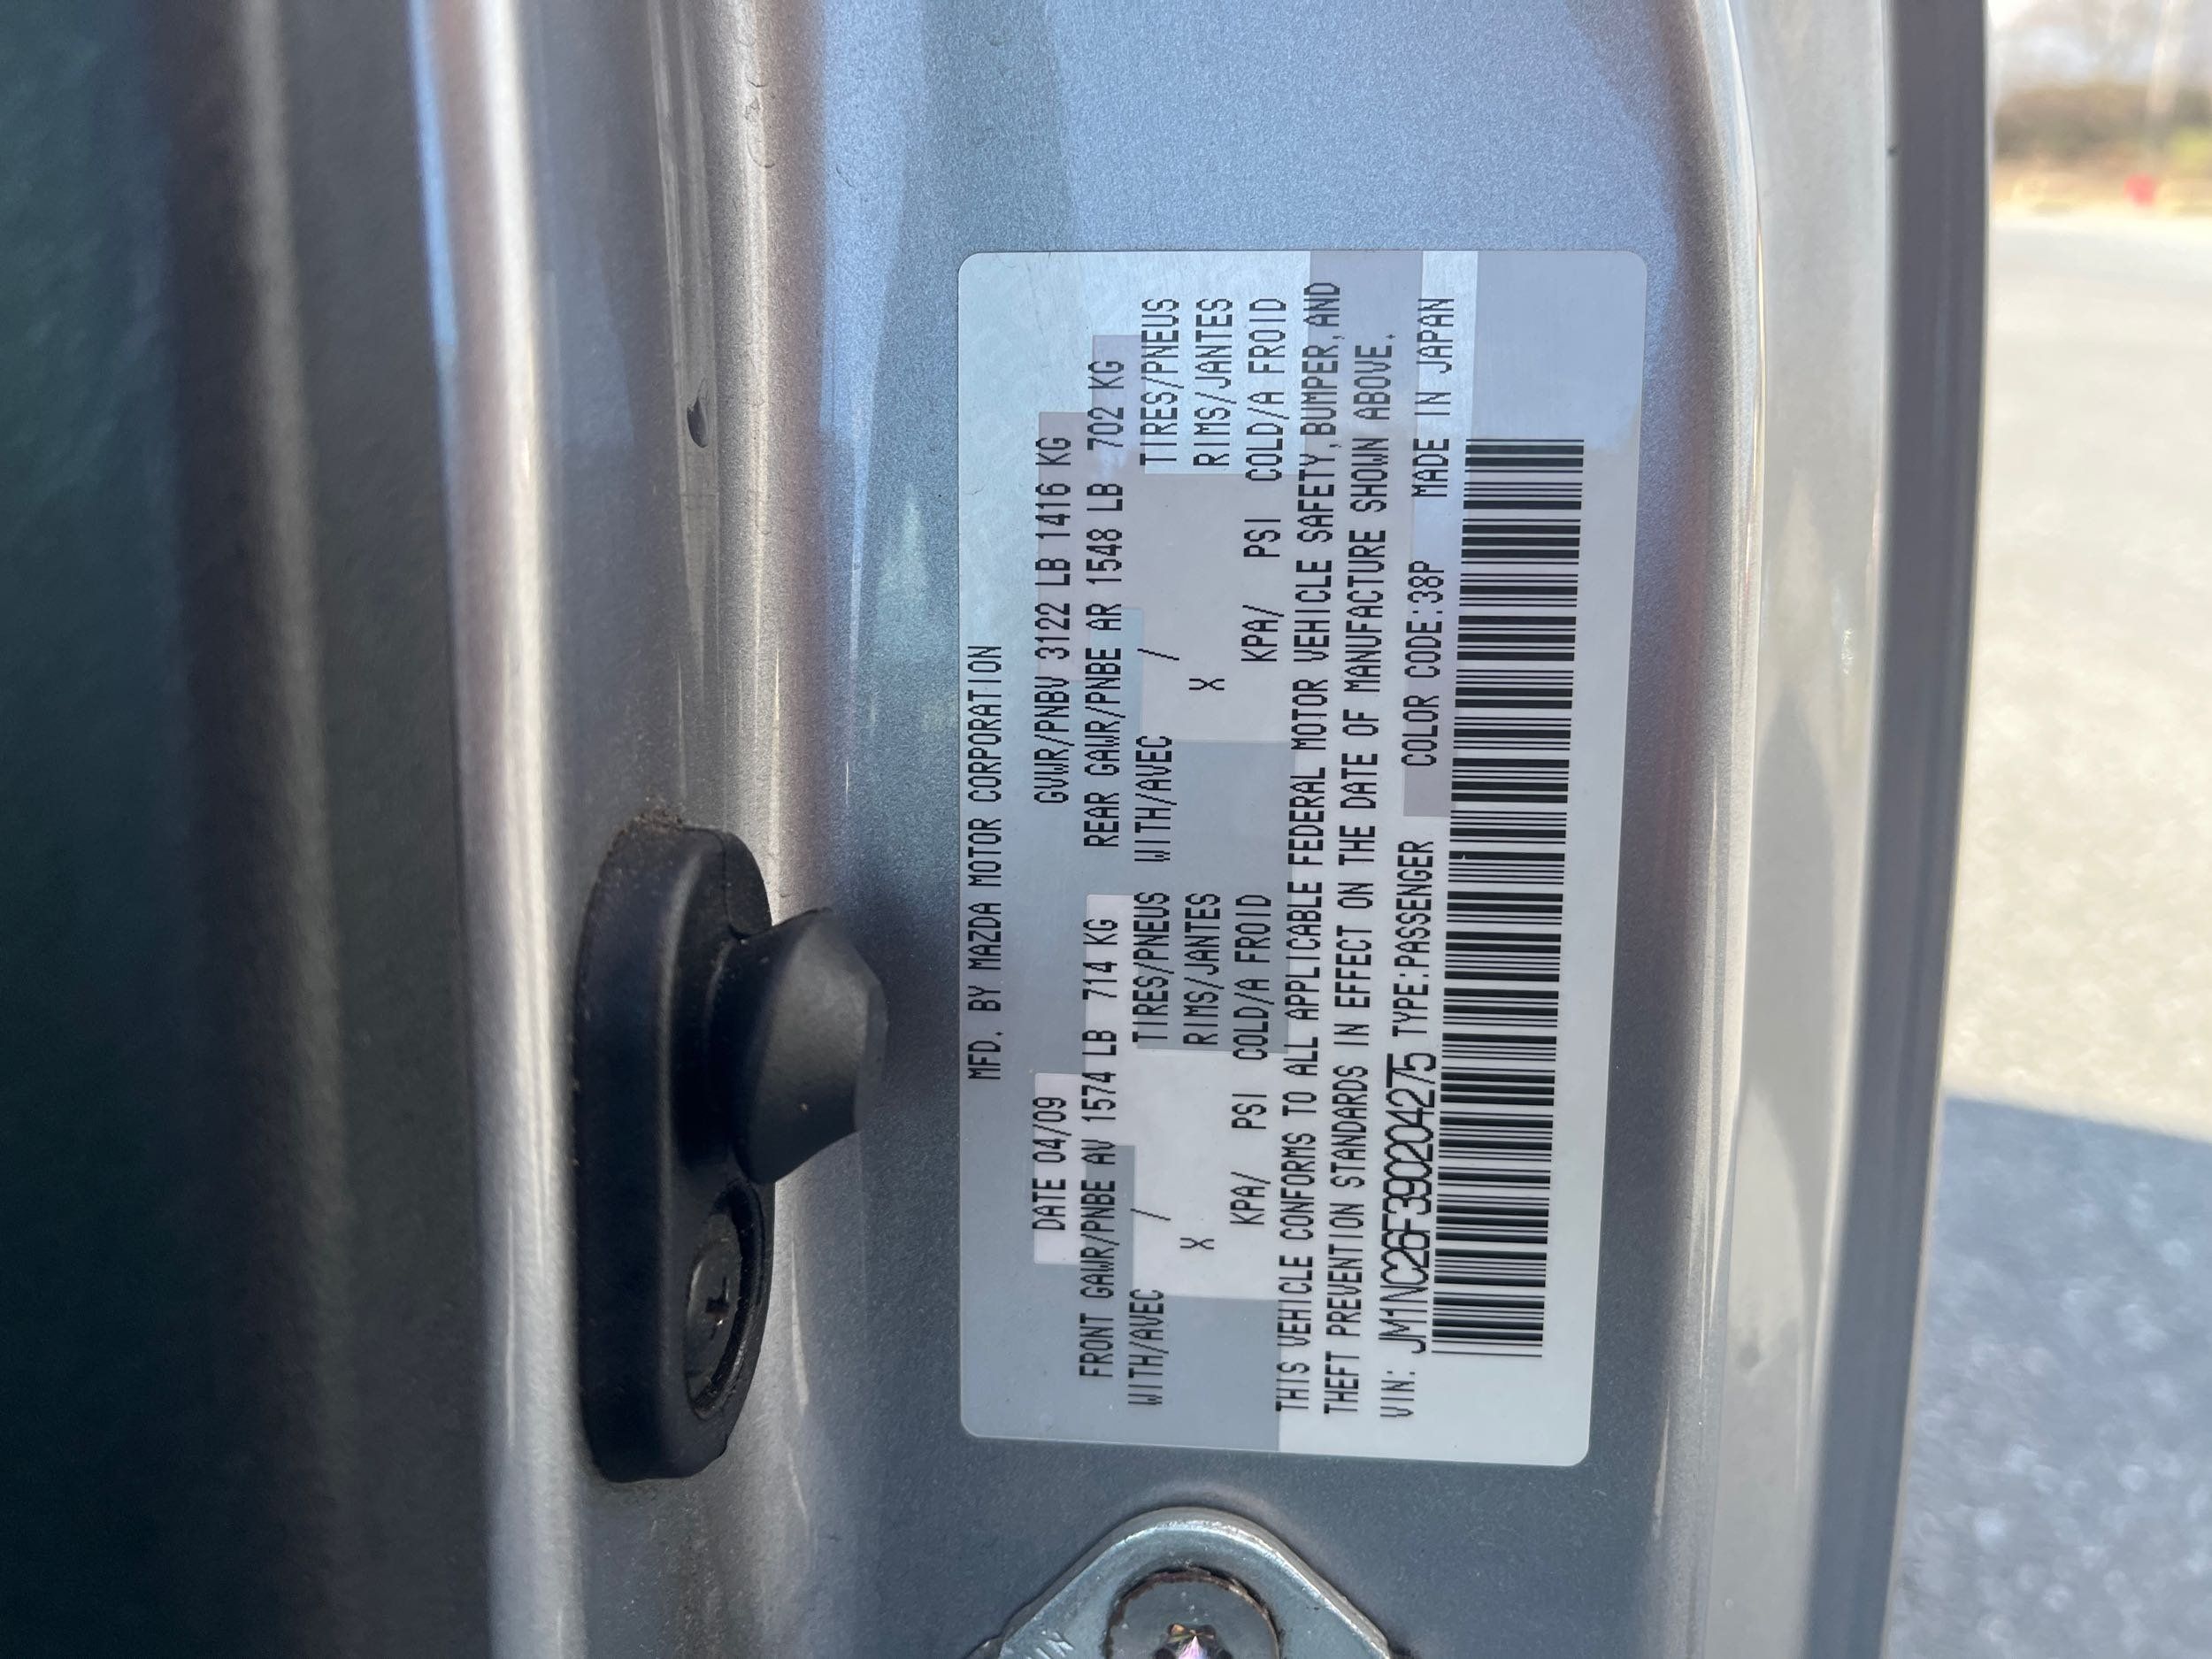 MFD. BY MAZDA MOTOR CORPORATION
DATE 04/09 GVWR/PNBV 3122 LB 1416 KG
FRONT GAWR/PNBE AV 1574 LB 714 KG REAR GAWR/PNBE AR 1548 LB 702 KG
WITH/AVEC / TIRES/PNEUS WITH/AVEC / TIRES/PNEUS
X RIMS/JANTES X RIMS/JANTES
KPA/ PSI COLD/A FROID KPA/ PSI COLD/A FROID
THIS VEHICLE CONFORMS TO ALL APPLICABLE FEDERAL MOTOR VEHICLE SAFETY,BUMPER,AND
THEFT PREVENTION STANDARDS IN EFFECT ON THE DATE OF MANUFACTURE SHOWN ABOVE.
VIN: JM1NC26F390204275 TYPE:PASSENGER COLOR CODE:38P MADE IN JAPAN